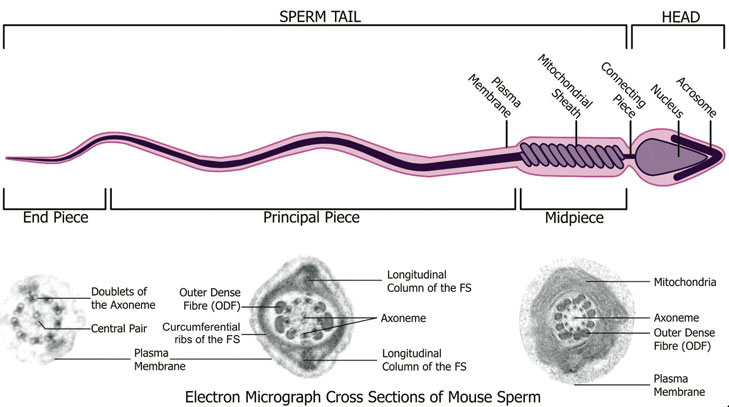 SPERM TAIL
HEAD
Plasma
Membrane
Mitochondrial
Sheath
Connecting
Piece
Nucleus
Acrosome
End Piece
Principal Piece
Midpiece
Doublets of
the Axoneme
Central Pair
Plasma
Membrane
Outer Dense
Fibre (ODF)
Curcumferential
ribs of the FS
Longitudinal
Column of the FS
Axoneme
Longitudinal
Column of the FS
Mitochondria
Axoneme
Outer Dense
Fibre (ODF)
Plasma
Membrane
Electron Micrograph Cross Sections of Mouse Sperm